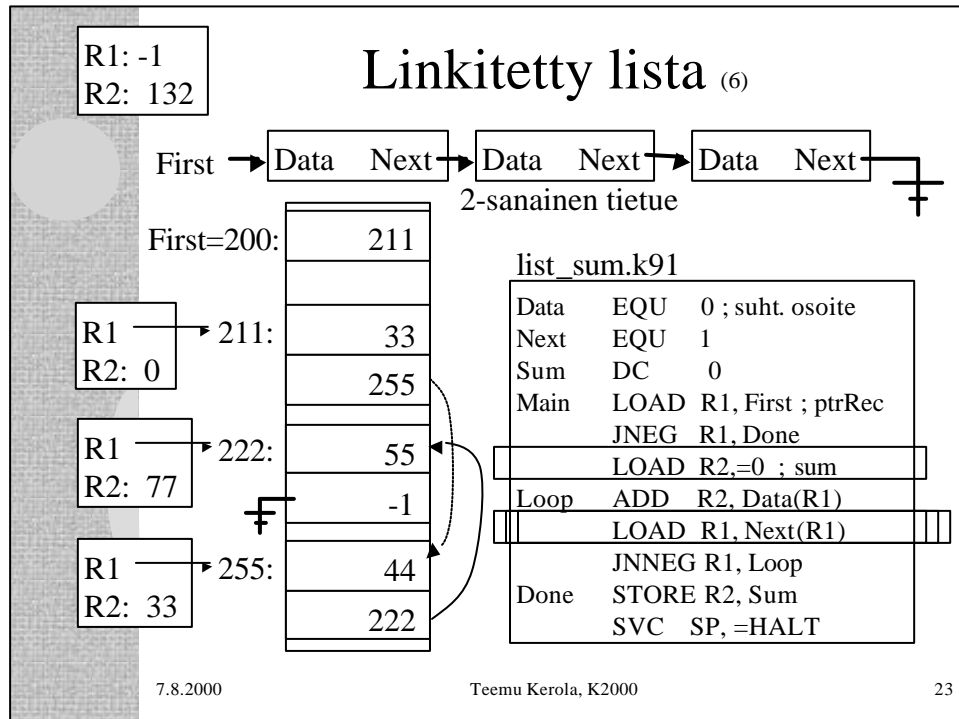 R1: -1
R2: 132
Linkitetty lista (6)
First Data Next Data Next Data Next
2-sanainen tietue
First=200: 211
R1 211: 33
R2: 0
255
R1 222: 55
R2: 77
-1
R1 255: 44
R2: 33
222
list_sum.k91
Data EQU 0 ; suht. osoite
Next EQU 1
Sum DC 0
Main LOAD R1, First ; ptrRec
JNEG R1, Done
LOAD R2,=0 ; sum
Loop ADD R2, Data(R1)
LOAD R1, Next(R1)
JNNEG R1, Loop
Done STORE R2, Sum
SVC SP, =HALT
7.8.2000 Teemu Kerola, K2000 23